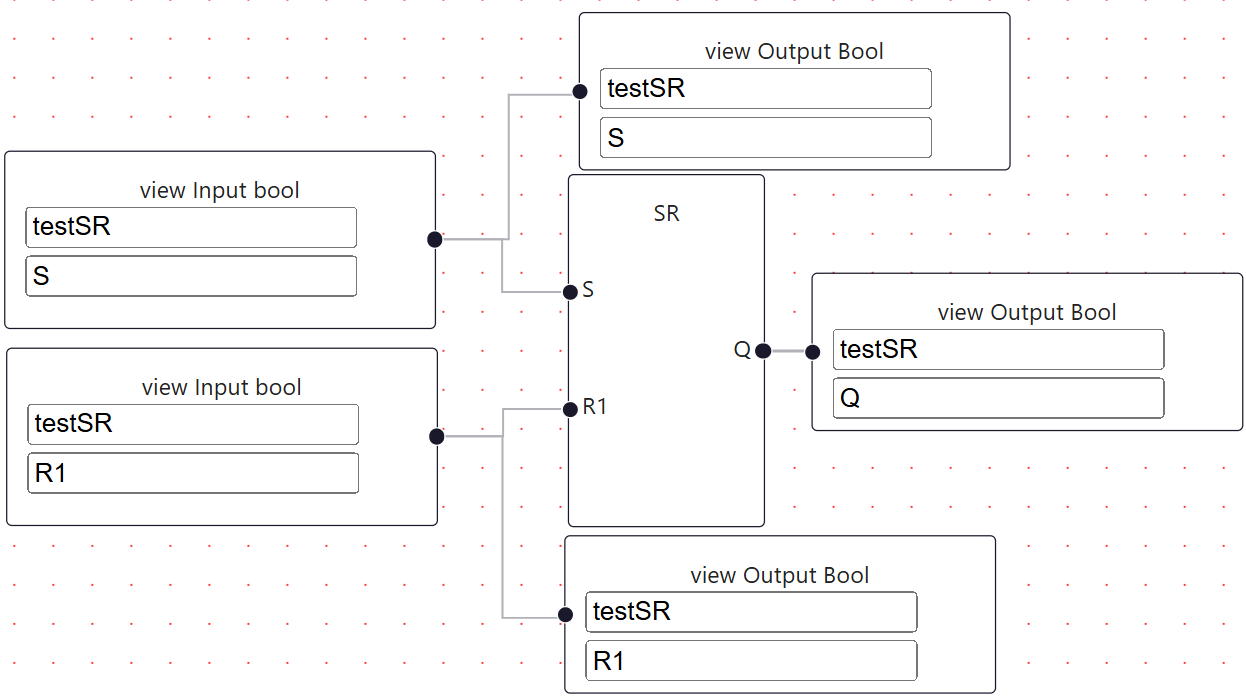 view Output Bool
testSR
S
view Input bool
testSR
S
SR
S
Q
R1
view Input bool
testSR
R1
view Output Bool
testSR
Q
view Output Bool
testSR
R1